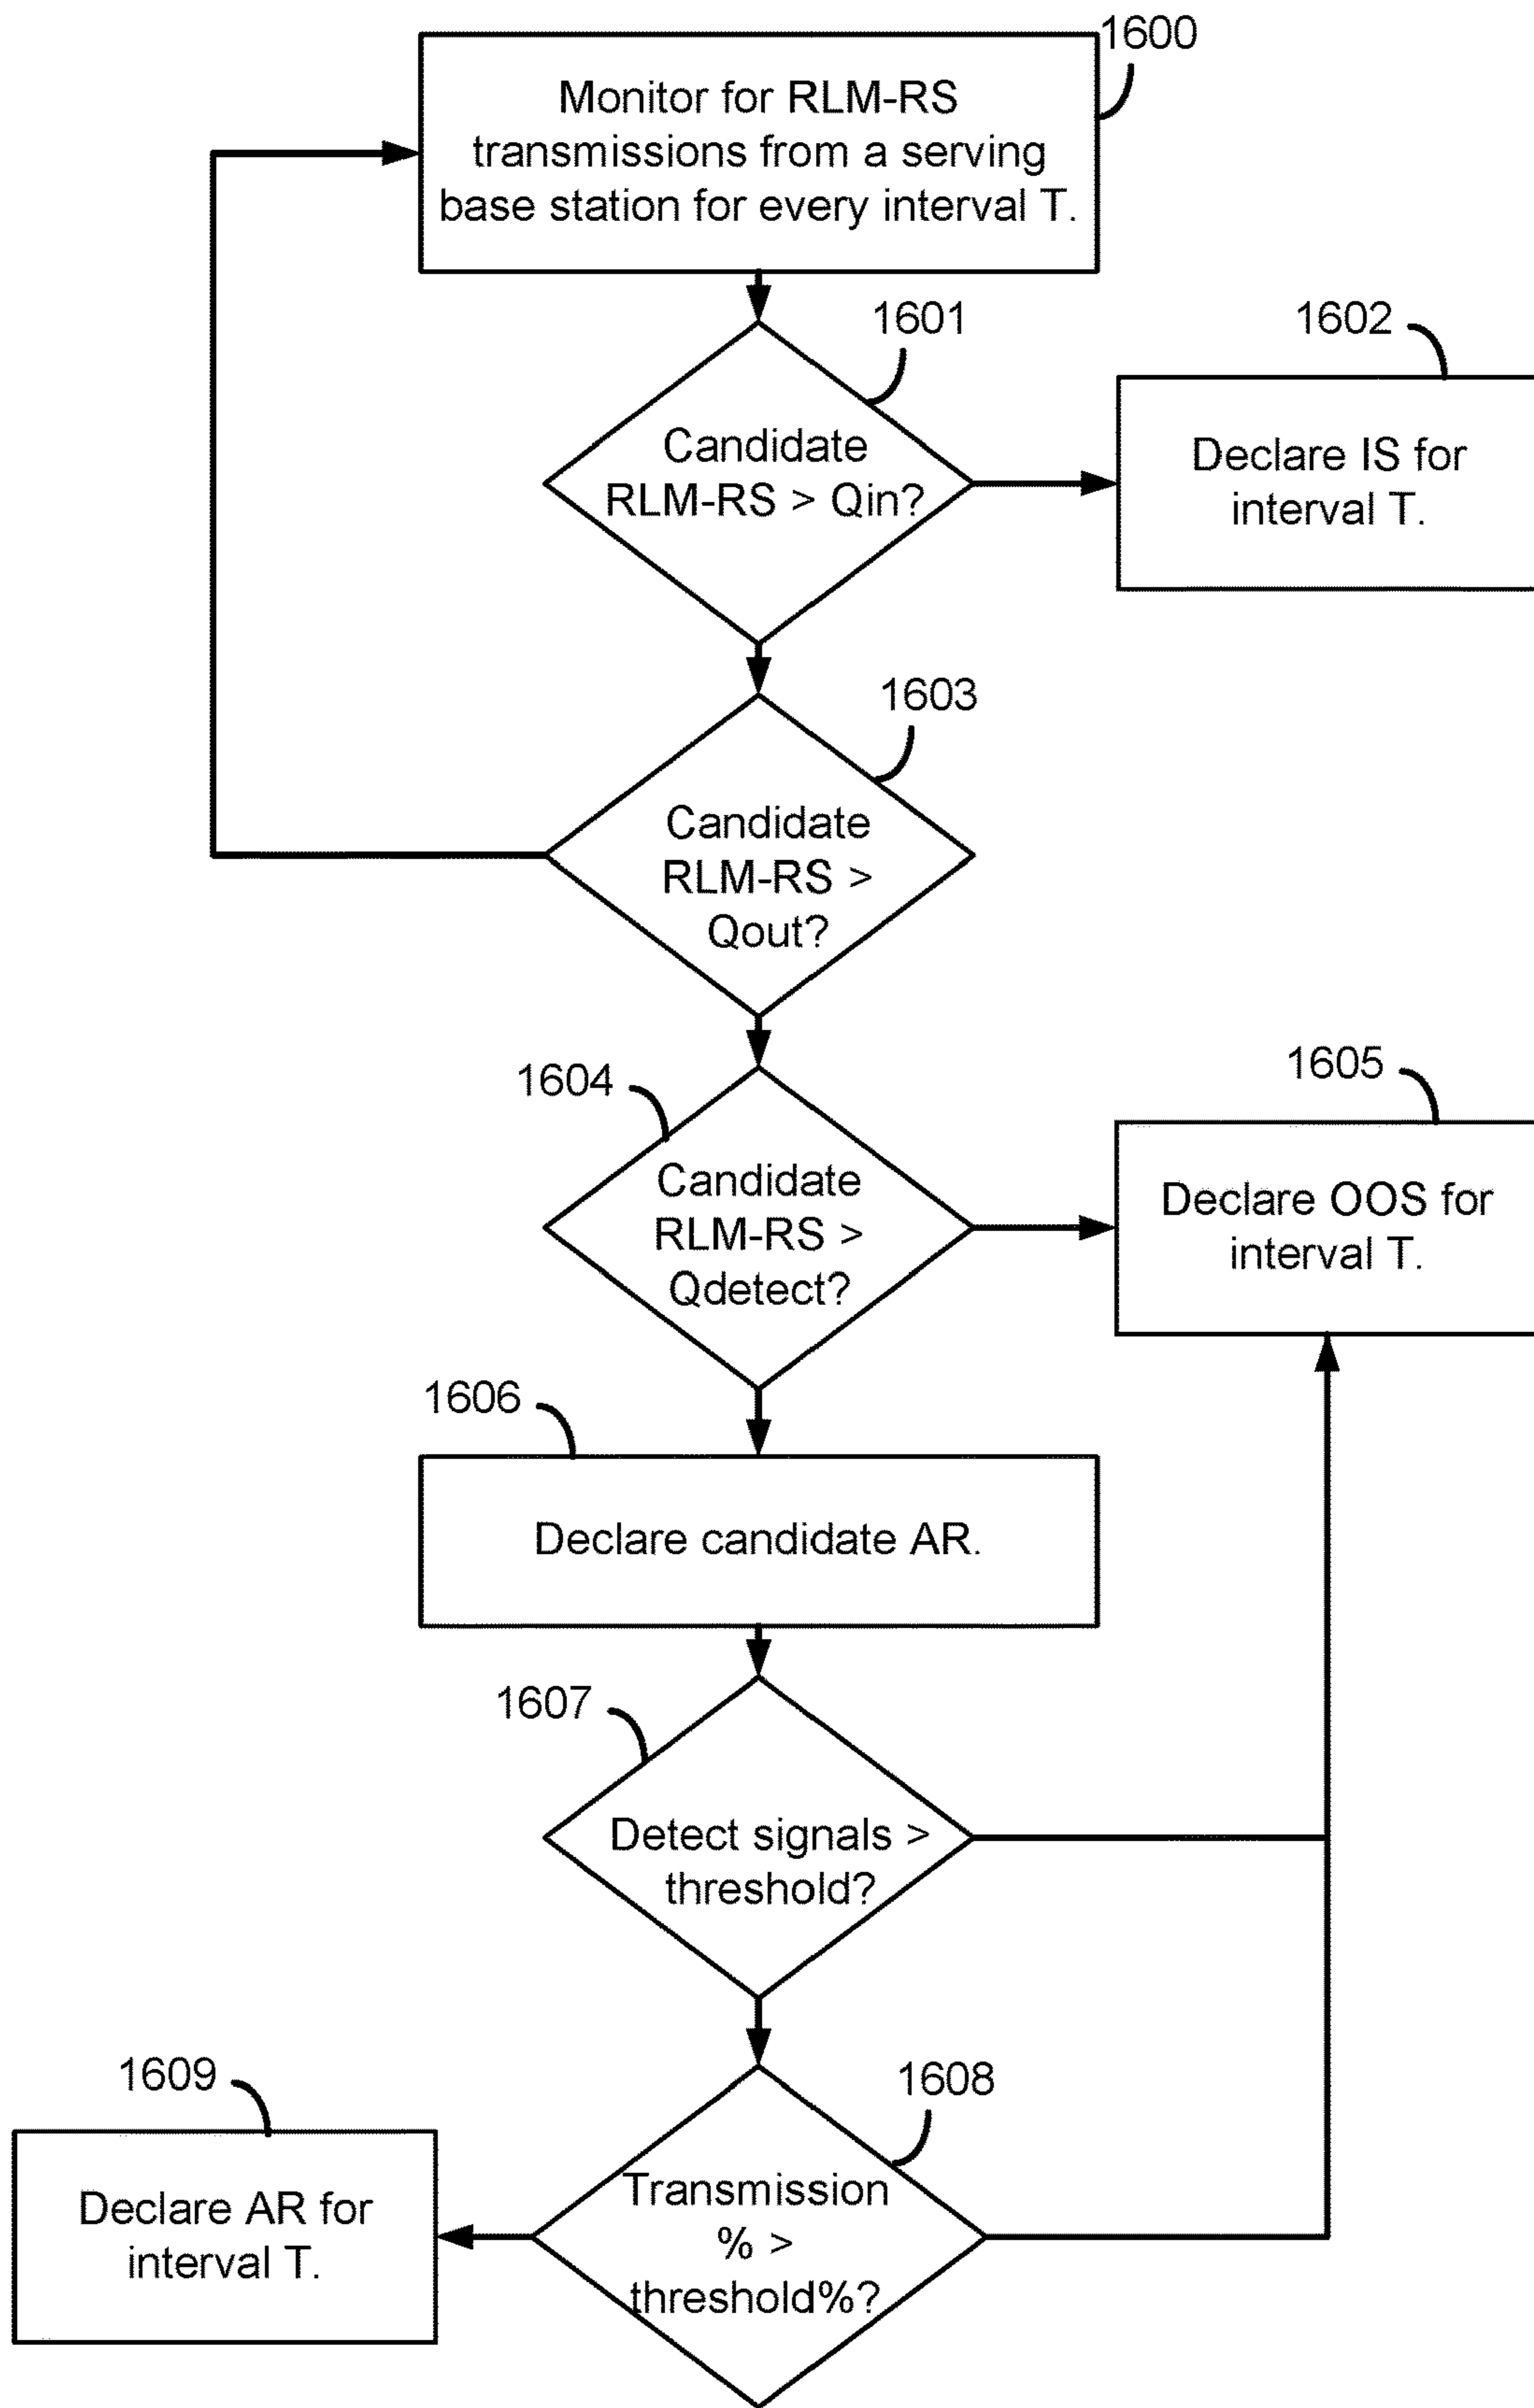 1600
Monitor for RLM-RS
transmissions from a serving
base station for every interval T.
1601
Candidate
RLM-RS > Qin?
1602
Declare IS for
interval T.
1603
Candidate
RLM-RS >
Qout?
1604
Candidate
RLM-RS >
Qdetect?
1605
Declare OOS for
interval T.
1606
Declare candidate AR.
1607
Detect signals >
threshold?
1608
Transmission
% >
threshold%?
1609
Declare AR for
interval T.